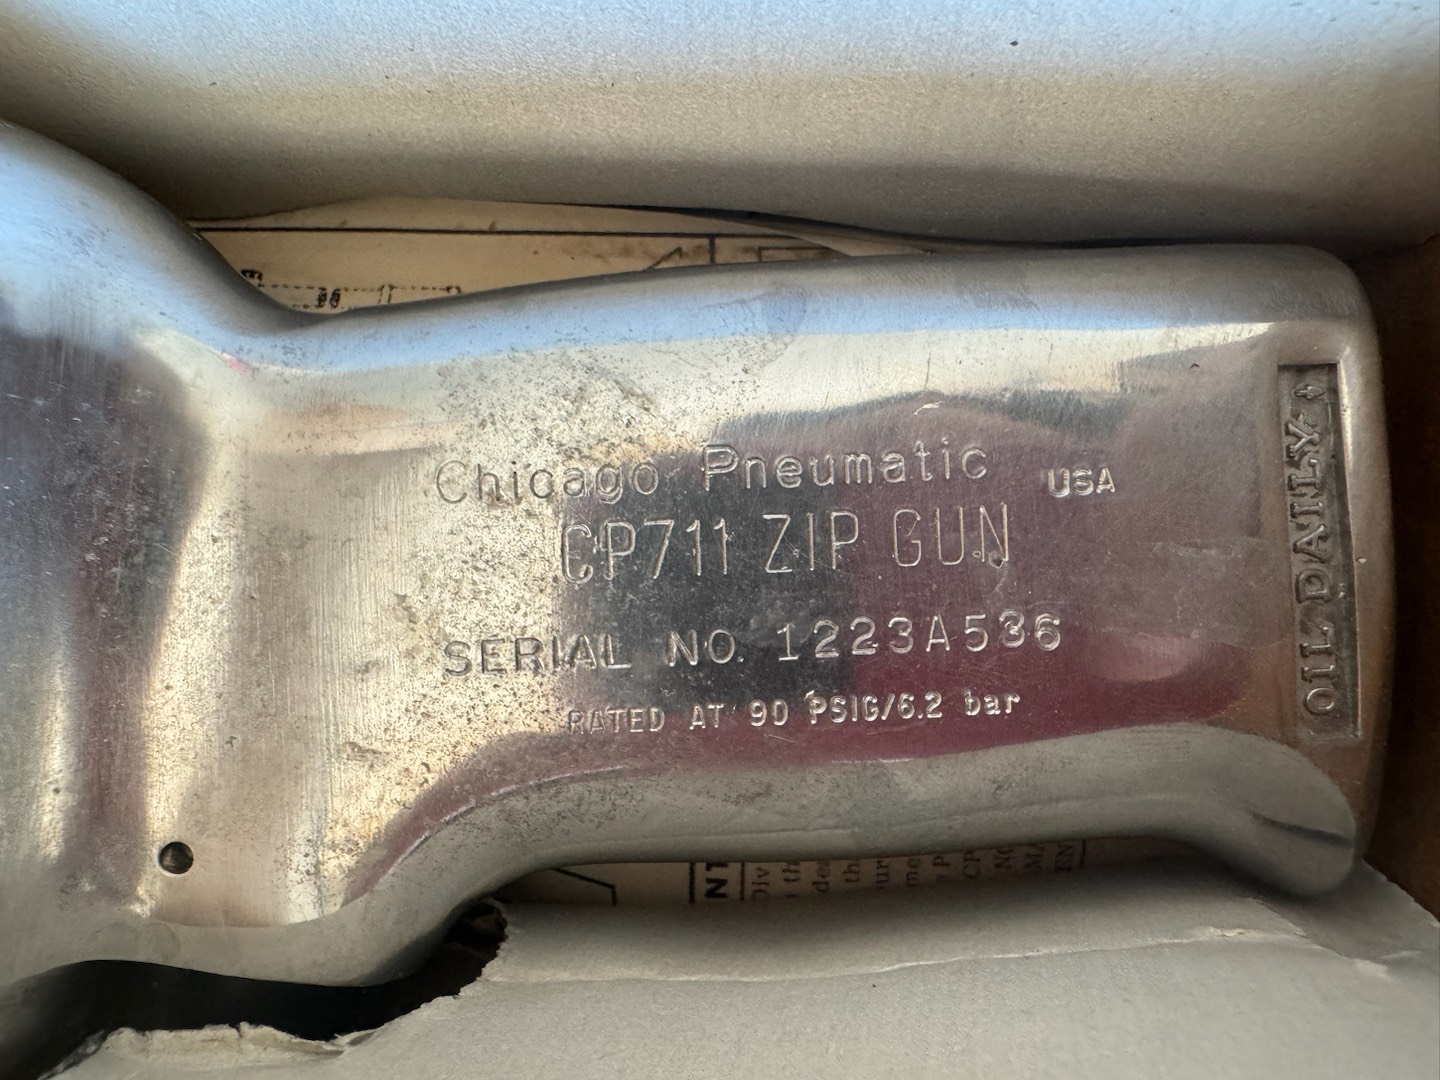 Chicago Pneumatic USA
CP711 ZIP GUN
SERIAL NO. 1223A536
RATED AT 90 PSIG/6.2 bar
OIL DAILY